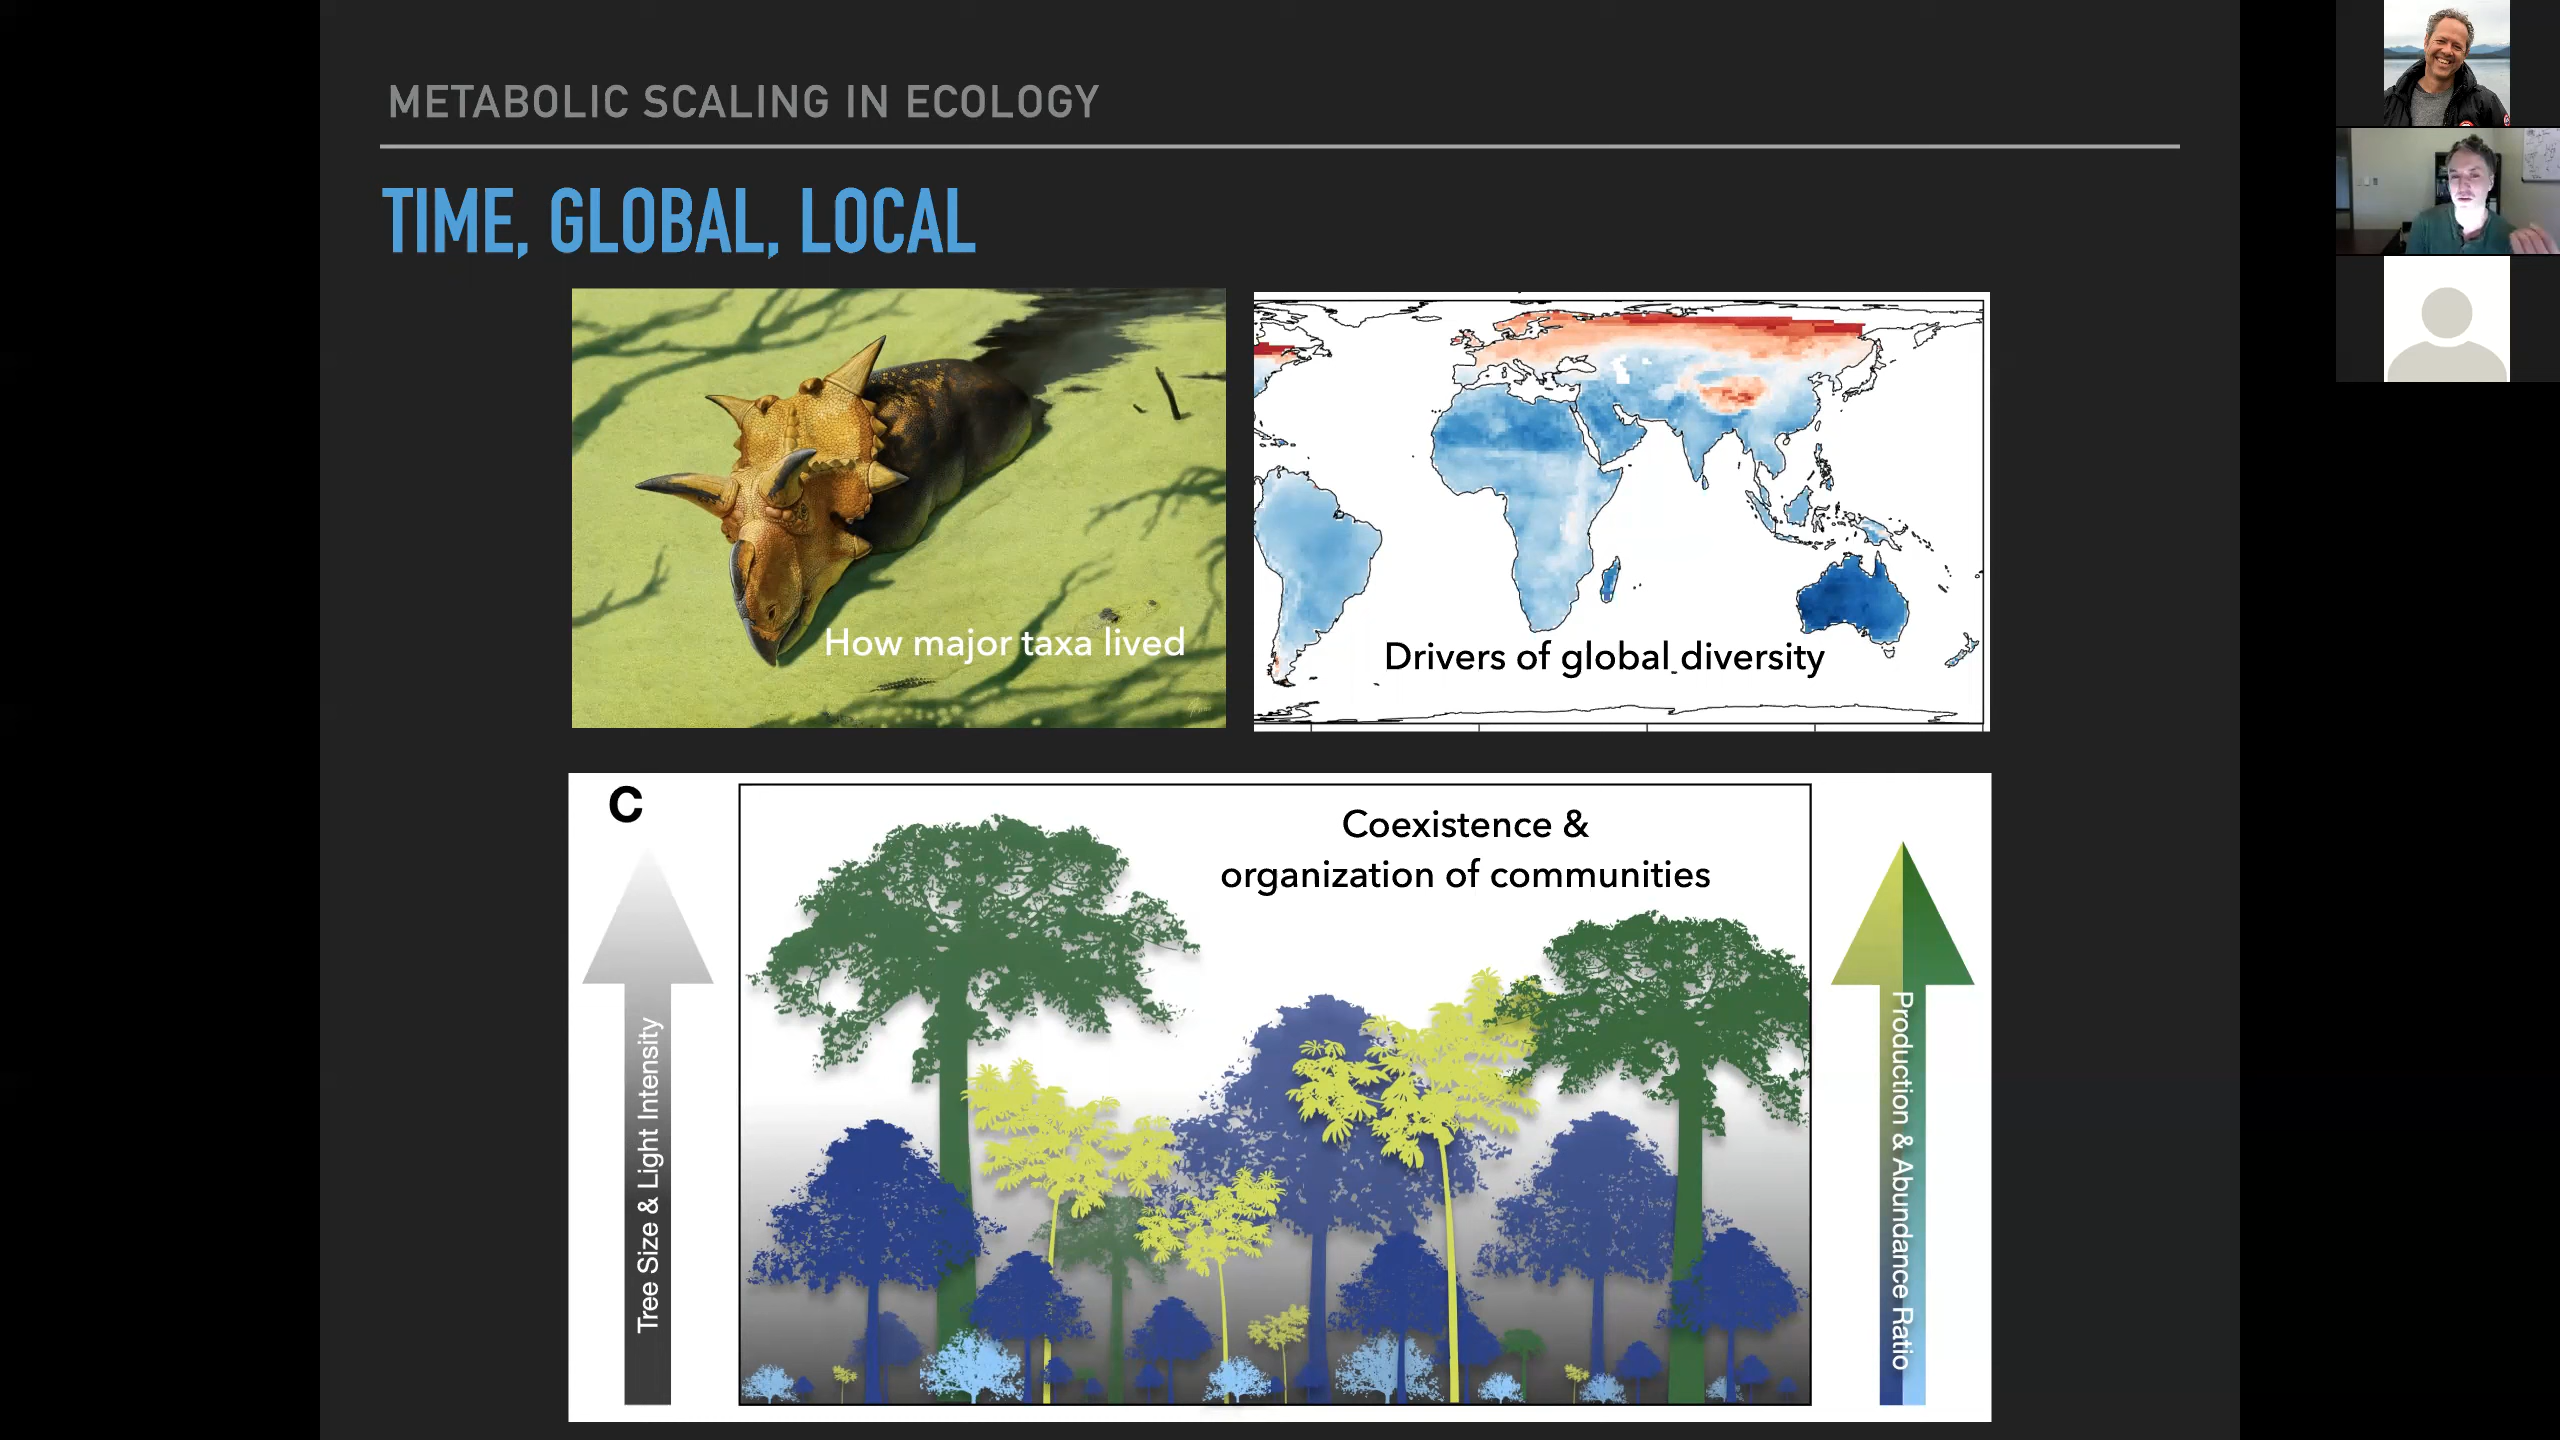 METABOLIC SCALING IN ECOLOGY
TIME, GLOBAL, LOCAL
How major taxa lived
Drivers of global diversity
C
Coexistence &
organization of communities
Tree Size & Light Intensity
Production & Abundance Ratio